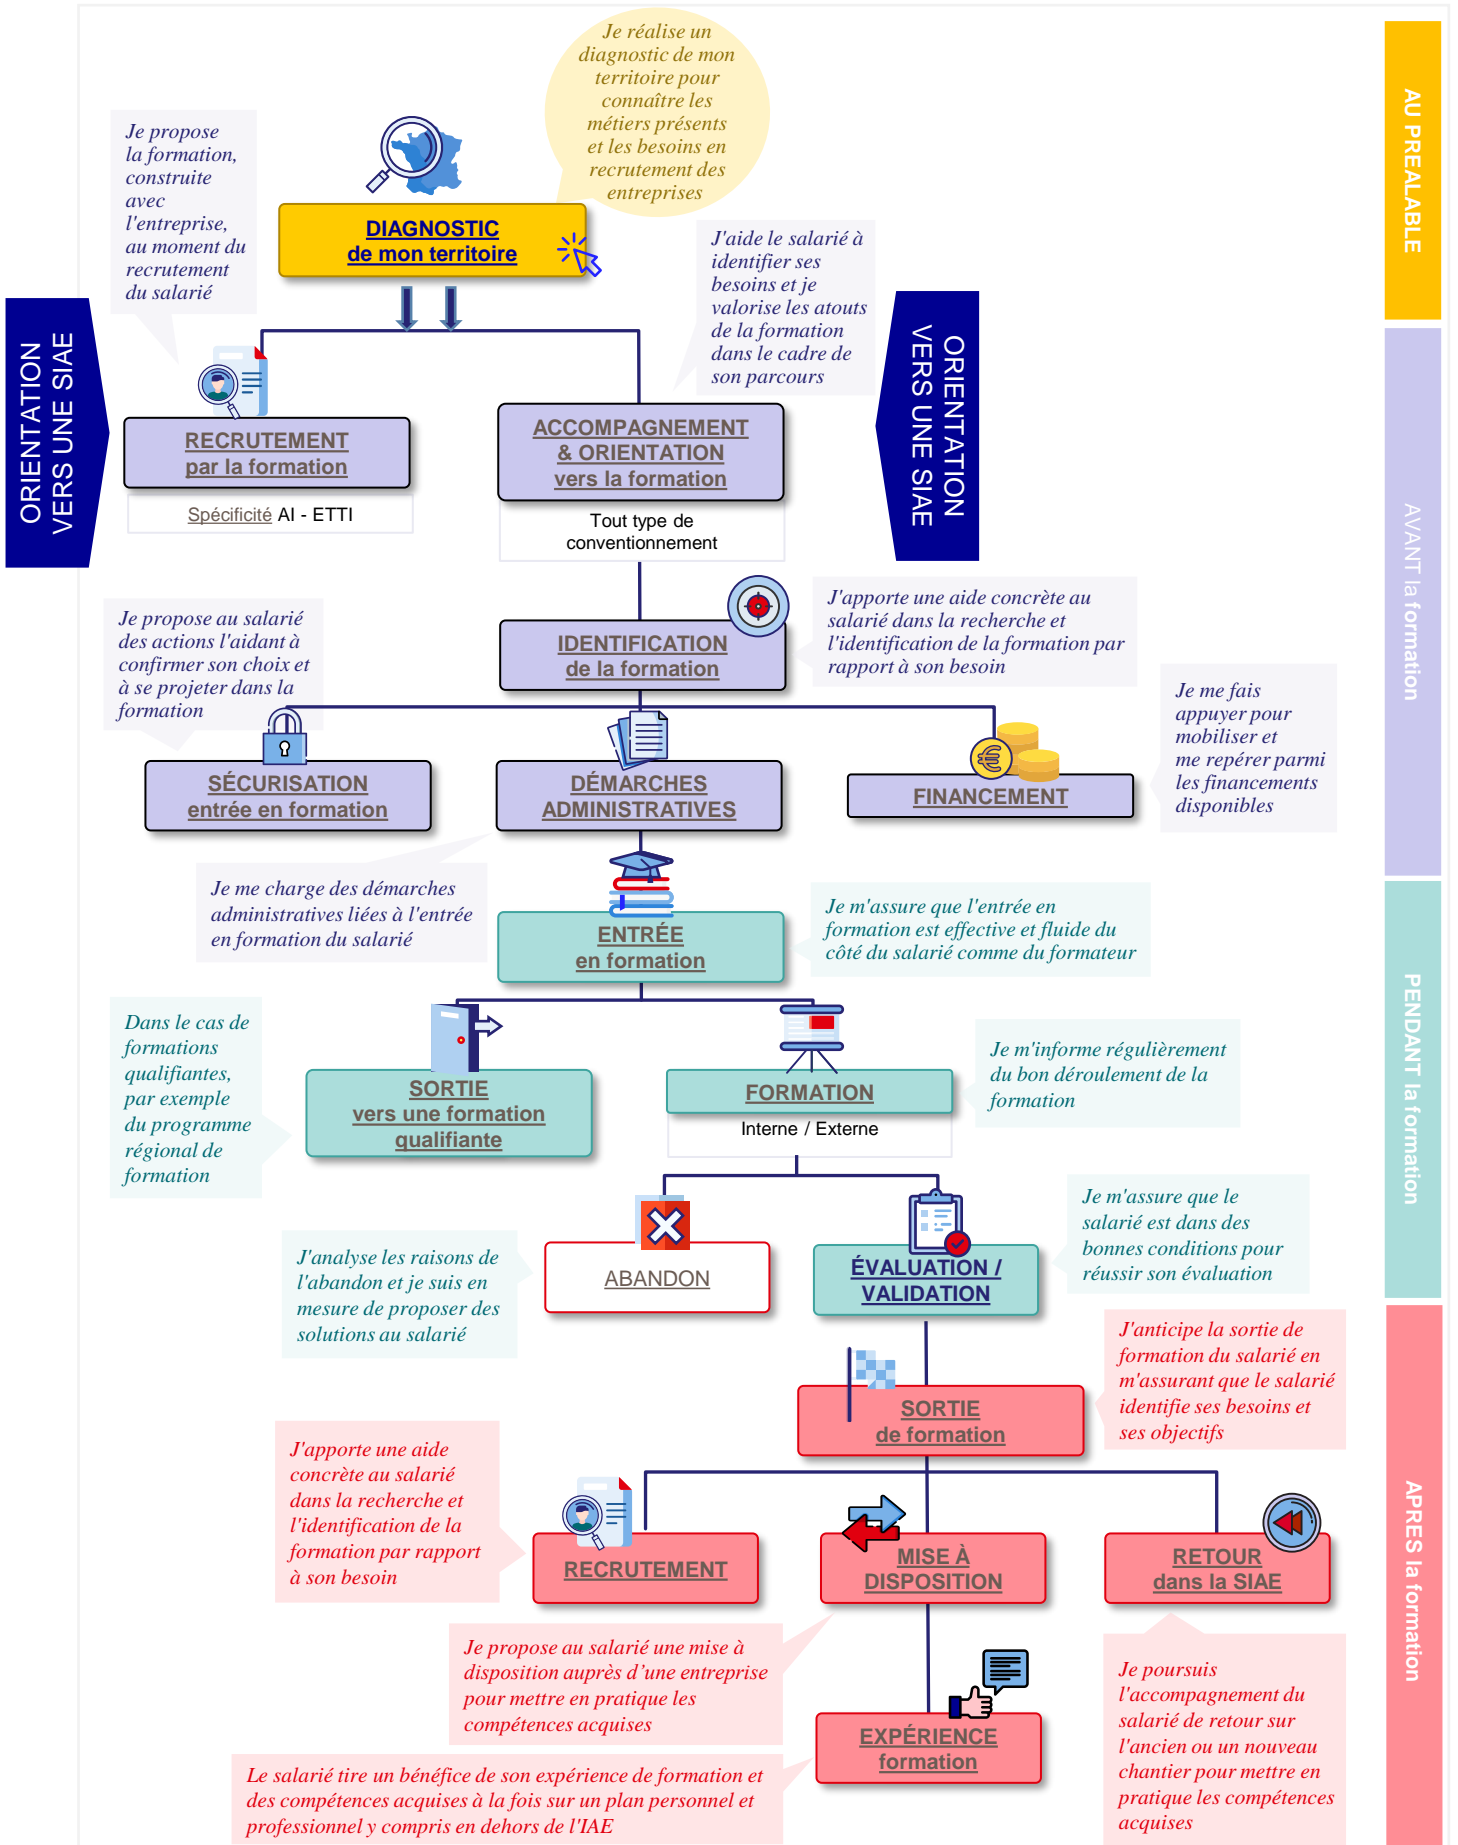 Je réalise un
diagnostic de mon
territoire pour
connaître les
métiers présents
et les besoins en
recrutement des
entreprises
AU PREALABLE
Je propose
la formation,
construite
avec
l'entreprise,
au moment du
recrutement
du salarié
DIAGNOSTIC
de mon territoire
J'aide le salarié à
identifier ses
besoins et je
valorise les atouts
de la formation
dans le cadre de
son parcours
ORIENTATION
VERS UNE SIAE
ORIENTATION
VERS UNE SIAE
RECRUTEMENT
par la formation
Spécificité AI - ETTI
ACCOMPAGNEMENT
& ORIENTATION
vers la formation
Tout type de
conventionnement
AVANT la formation
Je propose au salarié
des actions l'aidant à
confirmer son choix et
à se projeter dans la
formation
IDENTIFICATION
de la formation
J'apporte une aide concrète au
salarié dans la recherche et
l'identification de la formation par
rapport à son besoin
Je me fais
appuyer pour
mobiliser et
me repérer parmi
les financements
disponibles
SÉCURISATION
entrée en formation
DÉMARCHES
ADMINISTRATIVES
FINANCEMENT
Je me charge des démarches
administratives liées à l'entrée
en formation du salarié
ENTRÉE
en formation
Je m'assure que l'entrée en
formation est effective et fluide du
côté du salarié comme du formateur
PENDANT la formation
Dans le cas de
formations
qualifiantes,
par exemple
du programme
régional de
formation
SORTIE
vers une formation
qualifiante
FORMATION
Interne / Externe
Je m'informe régulièrement
du bon déroulement de la
formation
J'analyse les raisons de
l'abandon et je suis en
mesure de proposer des
solutions au salarié
ABANDON
ÉVALUATION /
VALIDATION
Je m'assure que le
salarié est dans des
bonnes conditions pour
réussir son évaluation
J'anticipe la sortie de
formation du salarié en
m'assurant que le salarié
identifie ses besoins et
ses objectifs
SORTIE
de formation
APRES la formation
J'apporte une aide
concrète au salarié
dans la recherche et
l'identification de la
formation par rapport
à son besoin
RECRUTEMENT
MISE À
DISPOSITION
RETOUR
dans la SIAE
Je propose au salarié une mise à
disposition auprès d’une entreprise
pour mettre en pratique les
compétences acquises
Je poursuis
l'accompagnement du
salarié de retour sur
l'ancien ou un nouveau
chantier pour mettre en
pratique les compétences
acquises
EXPÉRIENCE
formation
Le salarié tire un bénéfice de son expérience de formation et
des compétences acquises à la fois sur un plan personnel et
professionnel y compris en dehors de l'IAE